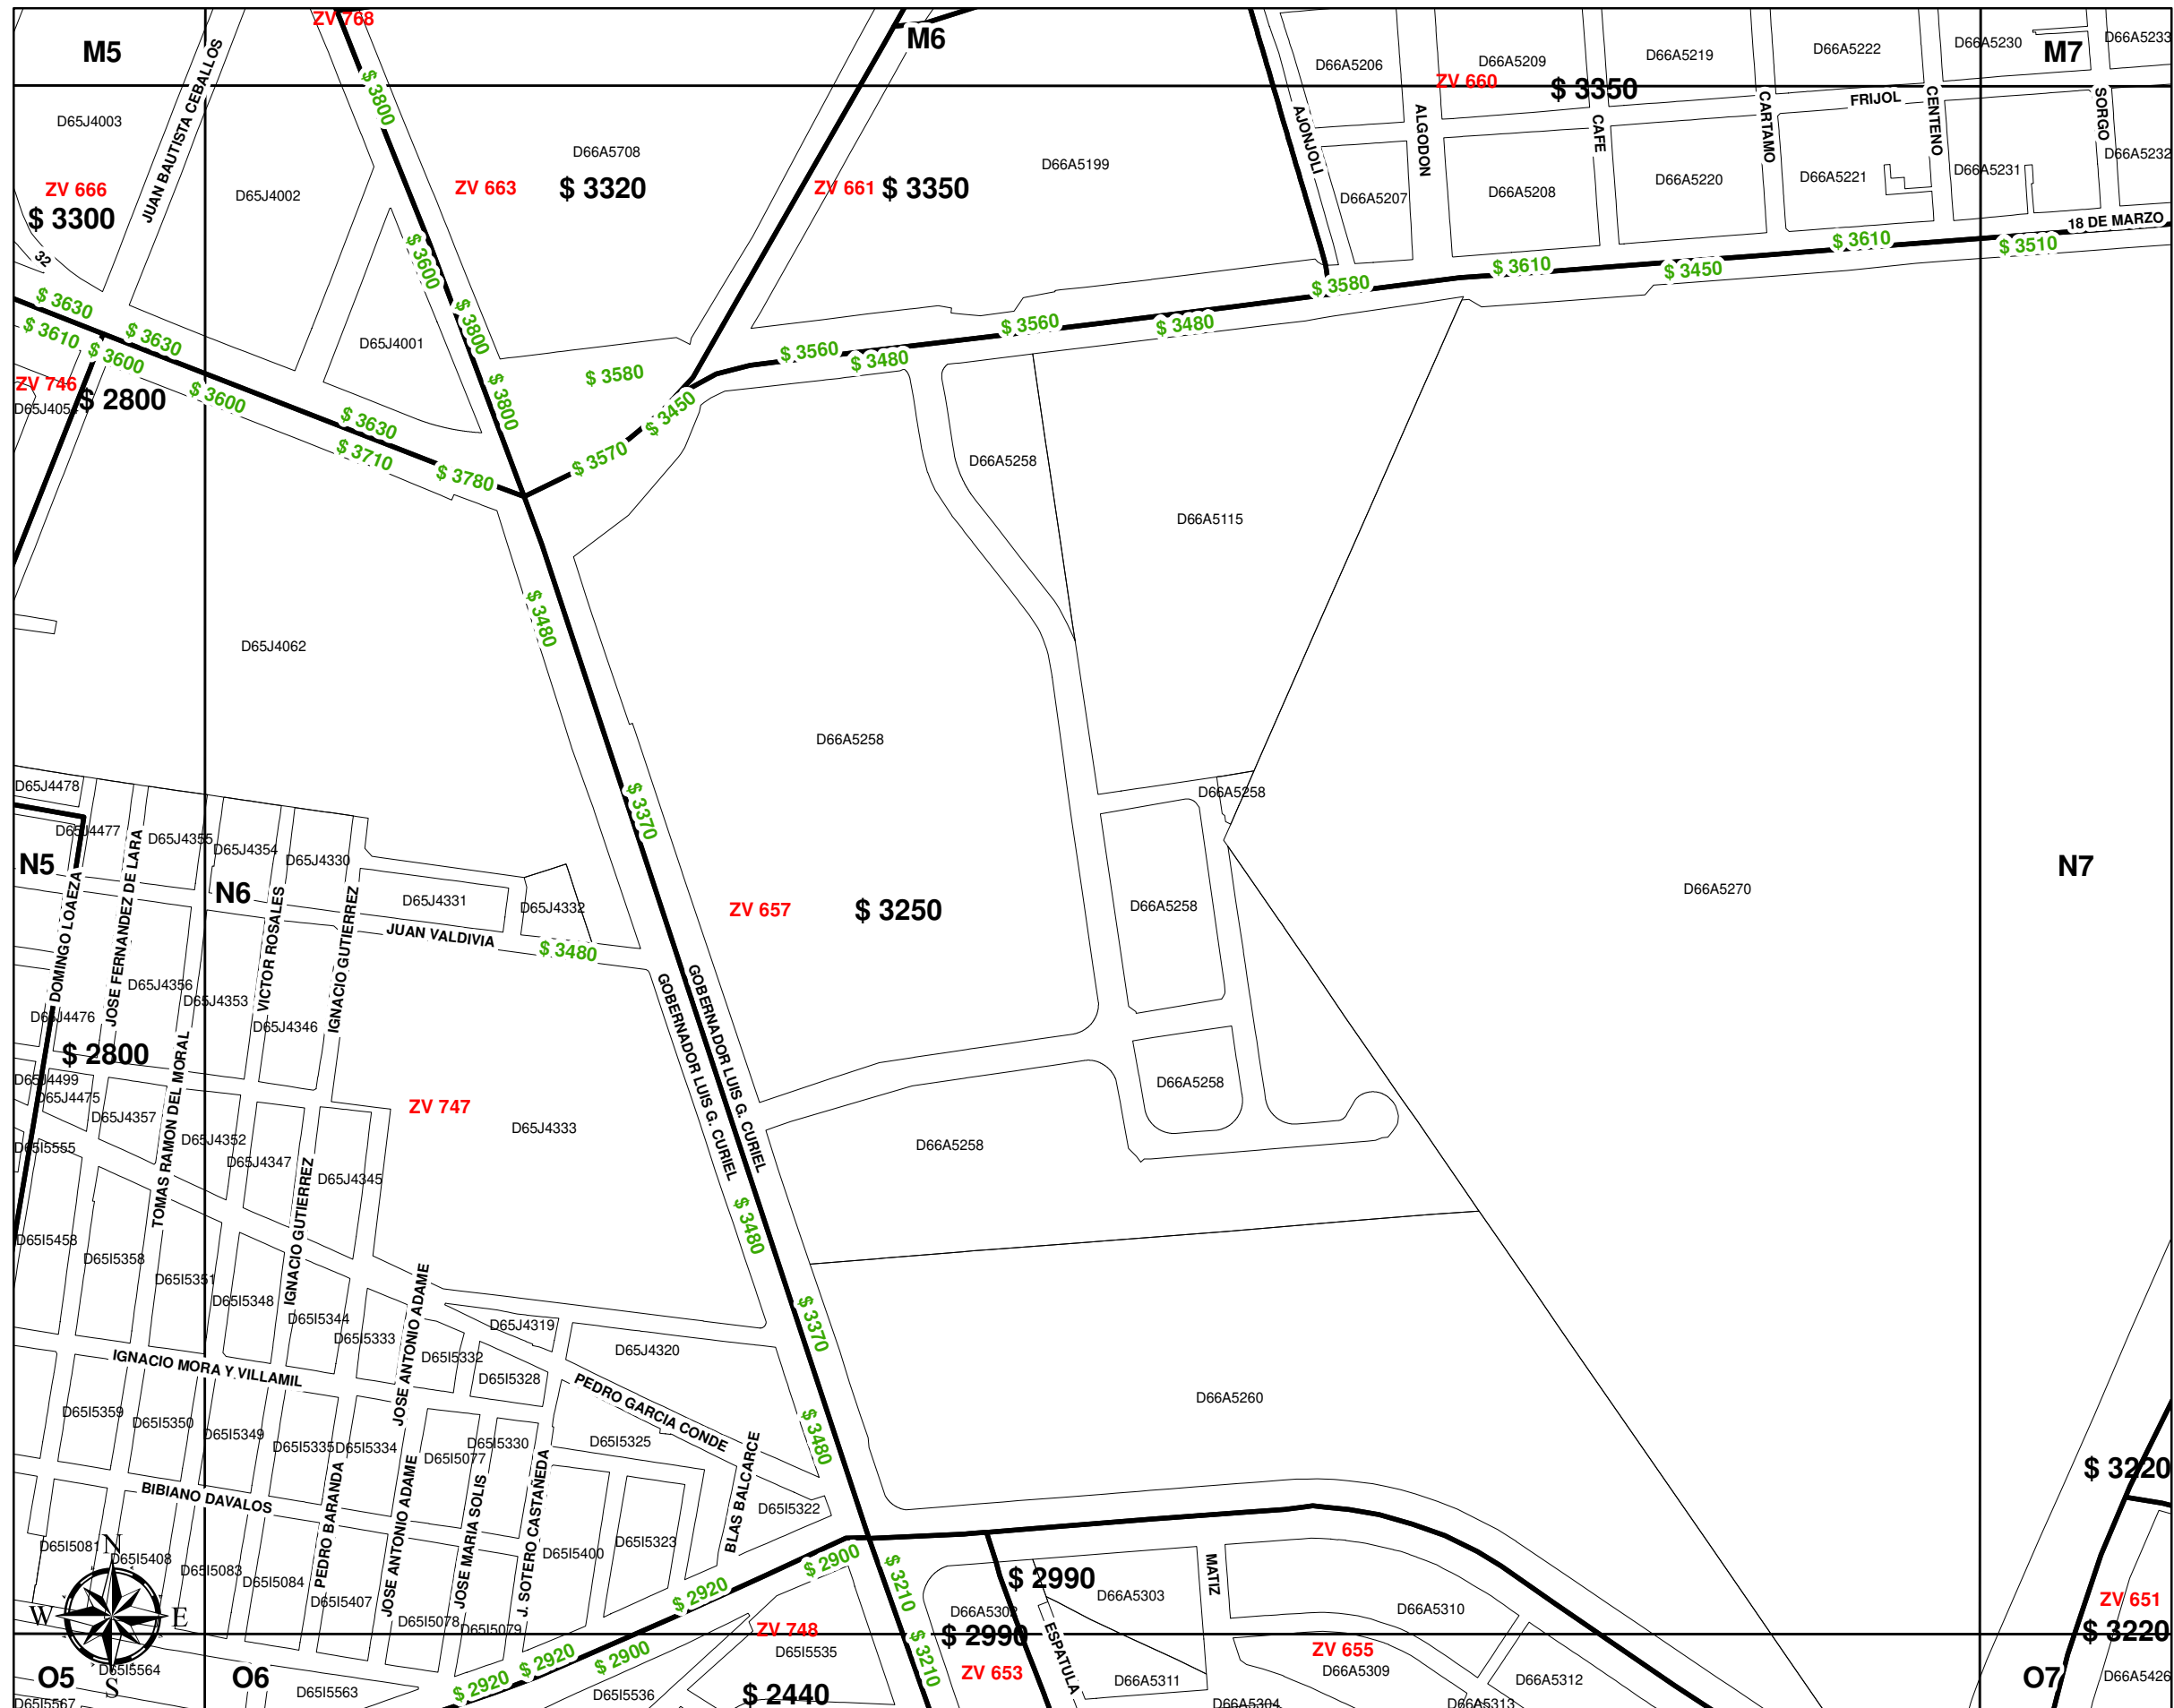 ZV 768
M5
M6
M7
D66A5206
D66A5209
D66A5219
D66A5222
D66A5230
D66A5233
ZV 660
$ 3350
JUAN BAUTISTA CEBALLOS
$ 3800
D65J4003
D65J4002
ZV 666
$ 3300
32
D66A5708
ZV 663
$ 3320
ZV 661
$ 3350
D66A5199
AJONJOLI
ALGODON
CAFE
CARTAMO
FRIJOL
CENTENO
SORGO
D66A5207
D66A5208
D66A5220
D66A5221
D66A5231
D66A5232
18 DE MARZO
$ 3610
$ 3510
$ 3610
$ 3450
$ 3580
$ 3600
$ 3630
$ 3610
$ 3600
$ 3630
$ 3800
D65J4001
$ 3560
$ 3480
$ 3560
$ 3480
$ 3580
ZV 746
$ 2800
$ 3600
$ 3800
$ 3630
$ 3710
$ 3780
$ 3570
$ 3450
D66A5258
D66A5115
$ 3480
D65J4062
D66A5258
D66A5258
$ 3370
D65J4478
D65J4477
D65J4355
D65J4354
D65J4330
D65J4331
D65J4332
N5
N6
N7
DOMINGO LOAEZA
JOSE FERNANDEZ DE LARA
VICTOR ROSALES
IGNACIO GUTIERREZ
JUAN VALDIVIA
$ 3480
ZV 657
$ 3250
D66A5258
D66A5270
D65J4356
D65J4353
D65J4346
D65J4476
$ 2800
GOBERNADOR LUIS G. CURIEL
GOBERNADOR LUIS G. CURIEL
D65J4499
D65J4475
D65J4357
TOMAS RAMON DEL MORAL
D65J4352
D65J4347
D65J4345
ZV 747
D65J4333
D66A5258
D66A5258
D65I5555
D65I5458
D65I5358
D65I5351
D65I5348
IGNACIO GUTIERREZ
D65I5344
D65I5333
JOSE ANTONIO ADAME
D65I5332
D65J4319
D65I5328
D65J4320
$ 3480
$ 3370
$ 3480
IGNACIO MORA Y VILLAMIL
PEDRO GARCIA CONDE
D66A5260
D65I5359
D65I5350
D65I5349
D65I5335
D65I5334
D65I5077
D65I5330
D65I5325
BIBIANO DAVALOS
PEDRO BARANDA
JOSE ANTONIO ADAME
JOSE MARIA SOLIS
J. SOTERO CASTAÑEDA
BLAS BALCARCE
D65I5322
D65I5323
D65I5400
$ 3220
D65I5081
D65I5408
D65I5083
D65I5084
D65I5407
D65I5078
D65I5079
N
W
E
S
$ 2900
$ 2920
$ 3210
$ 2990
D66A5303
MATIZ
D66A5310
D66A5302
$ 2990
ESPATULA
ZV 651
$ 3220
ZV 748
D65I5535
$ 3210
ZV 653
ZV 655
D66A5309
D66A5311
D66A5312
O5
O6
O7
D65I5564
D65I5563
D65I5567
$ 2920
$ 2920
$ 2900
D65I5536
$ 2440
D66A5304
D66A5313
D66A5426